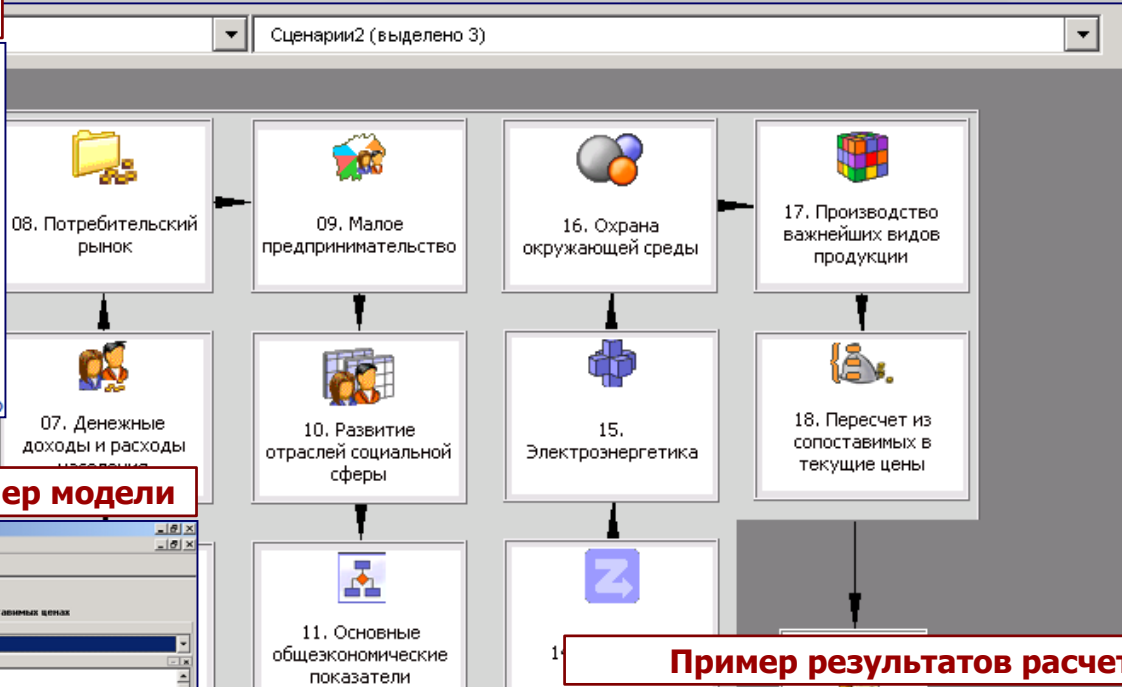 Сценарии2 (выделено 3)
08. Потребительский
рынок
09. Малое
предпринимательство
16. Охрана
окружающей среды
17. Производство
важнейших видов
продукции
07. Денежные
доходы и расходы
10. Развитие
отраслей социальной
сферы
15.
Электроэнергетика
18. Пересчет из
сопоставимых в
текущие цены
ер модели
ценах
11. Основные
общеэкономические
показатели
Пример результатов расчет